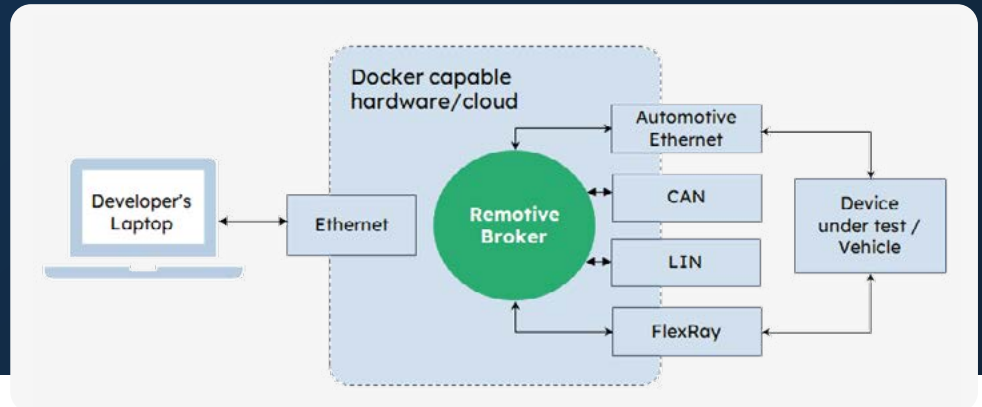 Docker capable
hardware/cloud
Automotive
Ethernet
Developer's
Laptop
Ethernet
Remotive
Broker
CAN
LIN
FlexRay
Device
under test /
Vehicle